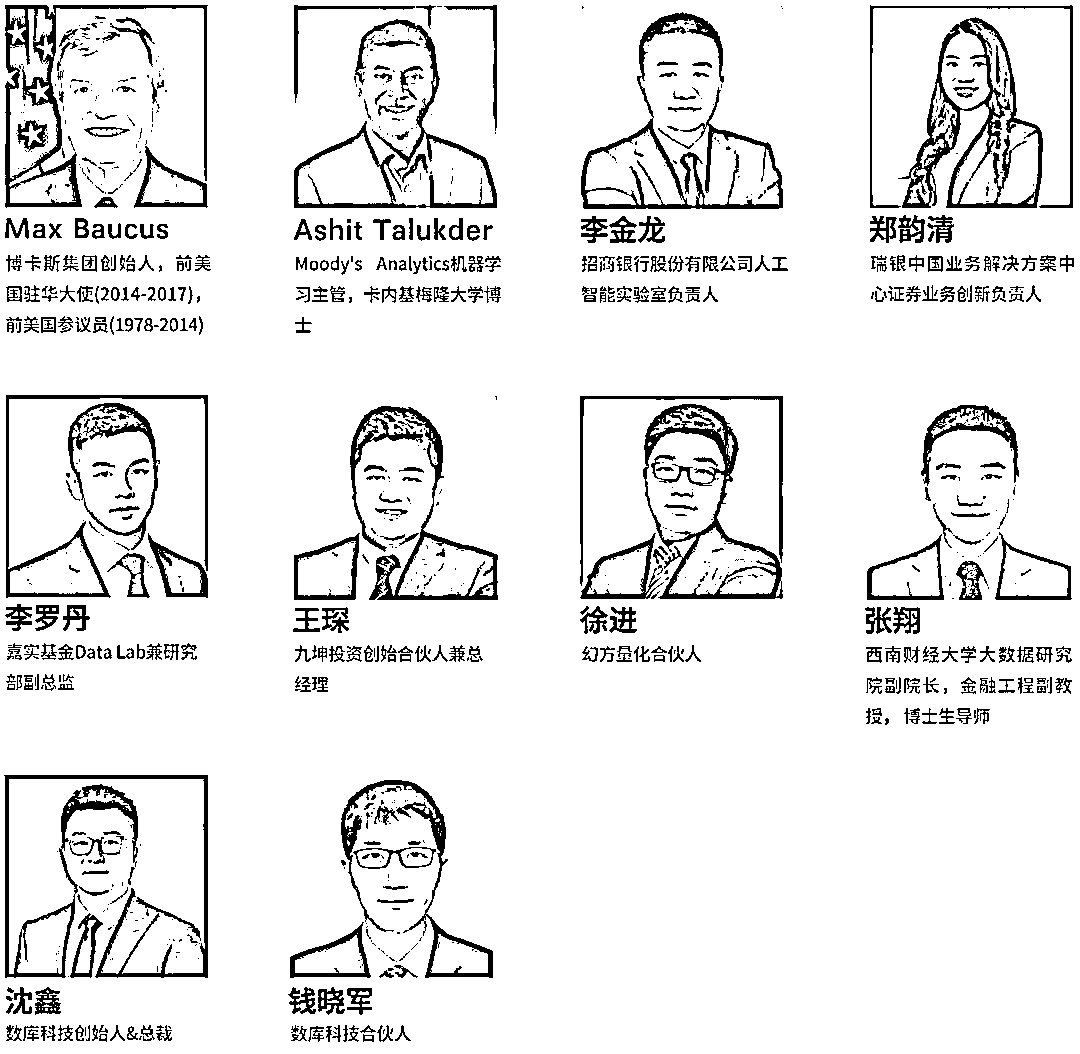 Max Baucus
博卡斯集团创始人，前美
国驻华大使(2014-2017)，
前美国参议员(1978-2014)
Ashit Talukder
Moody's Analytics机器学
习主管，卡内基梅隆大学博
士
李金龙
招商银行股份有限公司人工
智能实验室负责人
郑韵清
瑞银中国业务解决方案中
心证券业务创新负责人
李罗丹
嘉实基金Data Lab兼研究
部副总监
王琛
九坤投资创始合伙人兼总
经理
徐进
幻方量化合伙人
张翔
西南财经大学大数据研究
院副院长，金融工程副教
授，博士生导师
沈鑫
数库科技创始人&总裁
钱晓军
数库科技合伙人